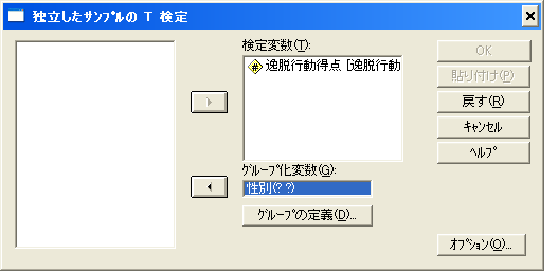 独立したｻﾝﾌﾟﾙの T 検定
検定変数(T):
逸脱行動得点 [逸脱行動
ｸﾞﾙｰﾌﾟ化変数(G):
性別(? ?)
ｸﾞﾙｰﾌﾟの定義(D)...
OK
貼り付け(P)
戻す(R)
ｷｬﾝｾﾙ
ﾍﾙﾌﾟ
ｵﾌﾟｼｮﾝ(O)...